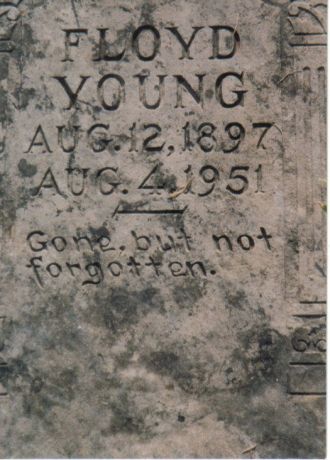 FLOYD
YOUNG
AUG. 12, 1897
AUG. 4, 1951
Gone, but not
forgotten.